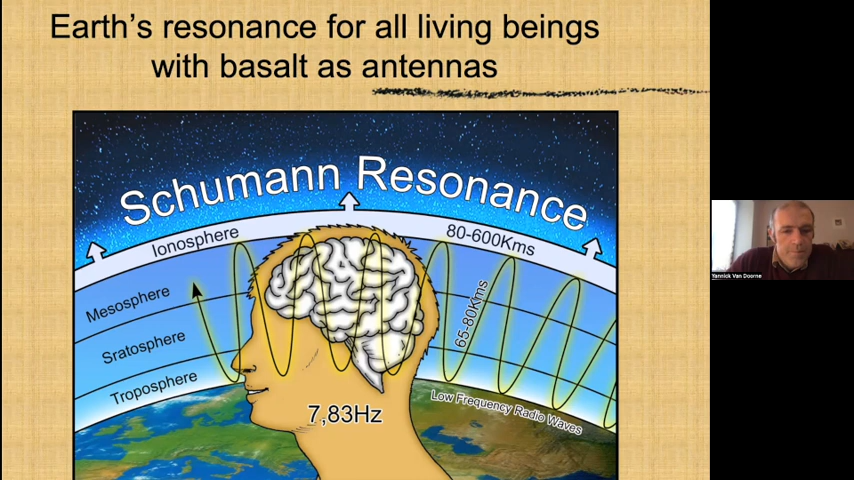 Earth's resonance for all living beings
with basalt as antennas
Schumann Resonance
Ionosphere
80-600Kms
Mesosphere
65-80Kms
Sratosphere
Troposphere
Low Frequency Radio Waves
7,83Hz
Yannick Van Doorne